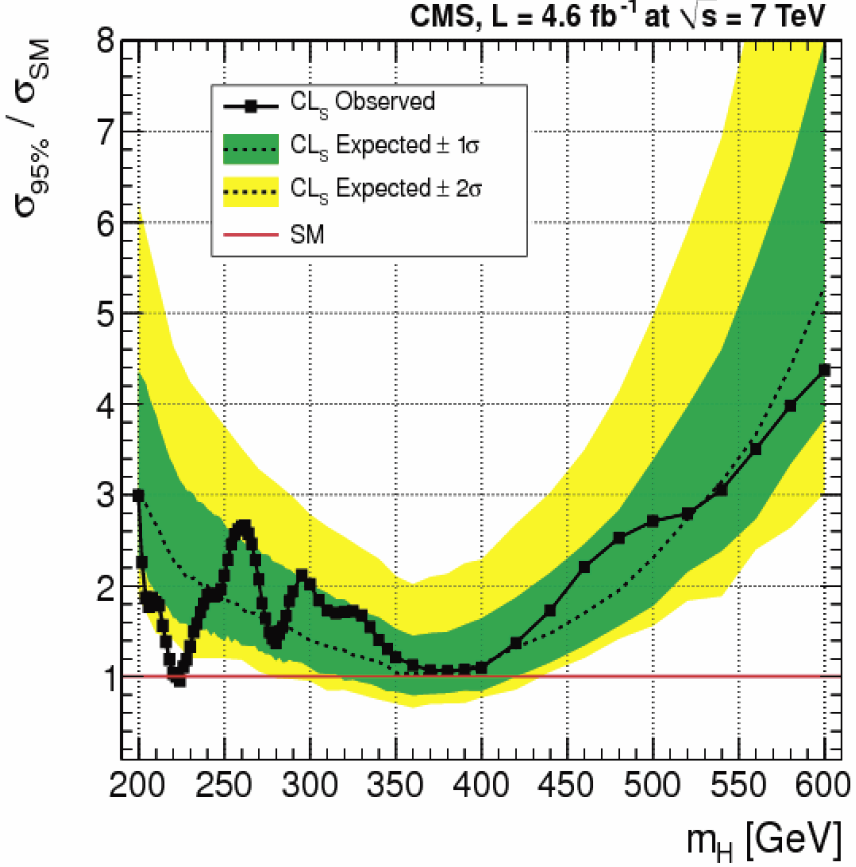 CMS, L = 4.6 fb⁻¹ at √s = 7 TeV
σ95% / σSM
8
7
6
5
4
3
2
1
CLS Observed
CLS Expected ± 1σ
CLS Expected ± 2σ
SM
200 250 300 350 400 450 500 550 600
mH [GeV]